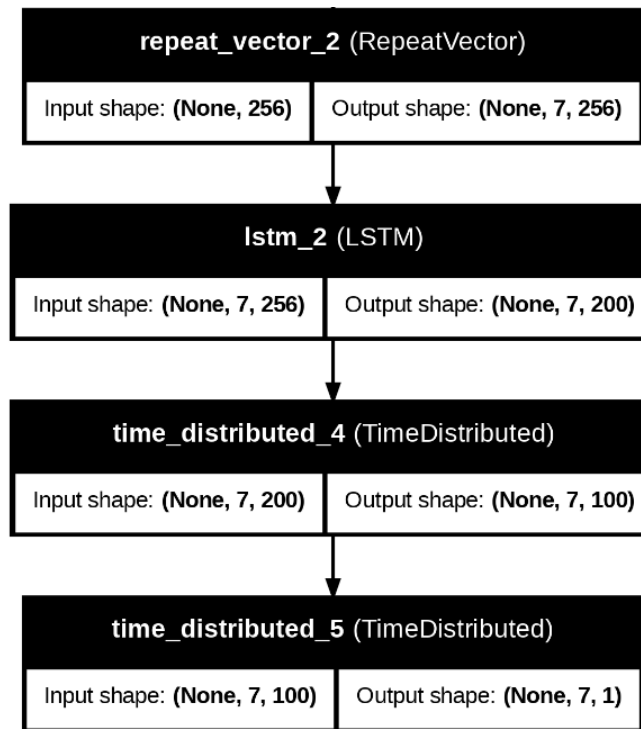 repeat_vector_2 (RepeatVector)
Input shape: (None, 256) Output shape: (None, 7, 256)
lstm_2 (LSTM)
Input shape: (None, 7, 256) Output shape: (None, 7, 200)
time_distributed_4 (TimeDistributed)
Input shape: (None, 7, 200) Output shape: (None, 7, 100)
time_distributed_5 (TimeDistributed)
Input shape: (None, 7, 100) Output shape: (None, 7, 1)